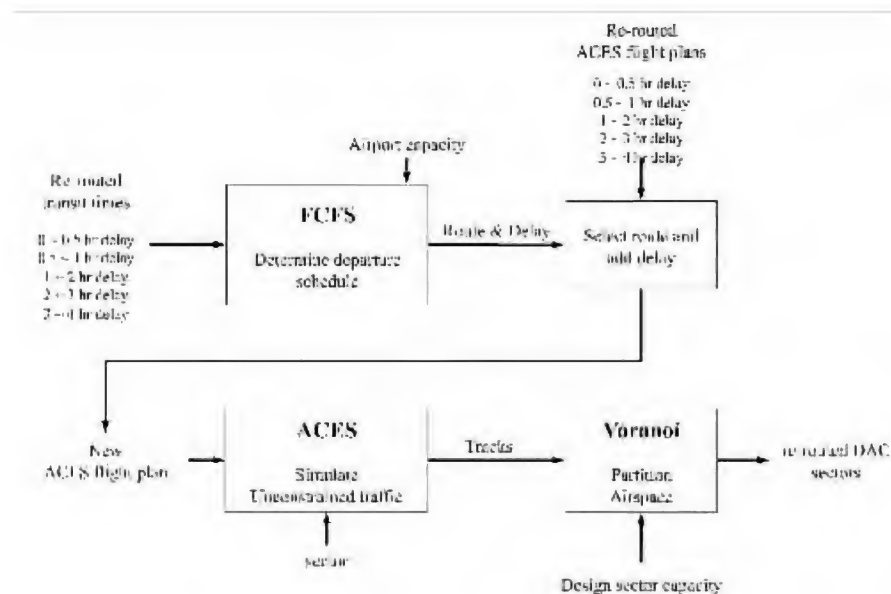 Re-routed
ACES flight plans
0 - 0.5 hr delay
0.5 - 1 hr delay
1 - 2 hr delay
2 - 3 hr delay
3 - 4 hr delay
Airport capacity
Re-routed
transit times
0 - 0.5 hr delay
0.5 - 1 hr delay
1 - 2 hr delay
2 - 3 hr delay
3 - 4 hr delay
FCFS
Determine departure
schedule
Route & Delay
Select route and
add delay
New
ACES flight plan
ACES
Simulate
Unconstrained traffic
Tracks
Voronoi
Partition
Airspace
re-routed DAC
sectors
Design sector capacity